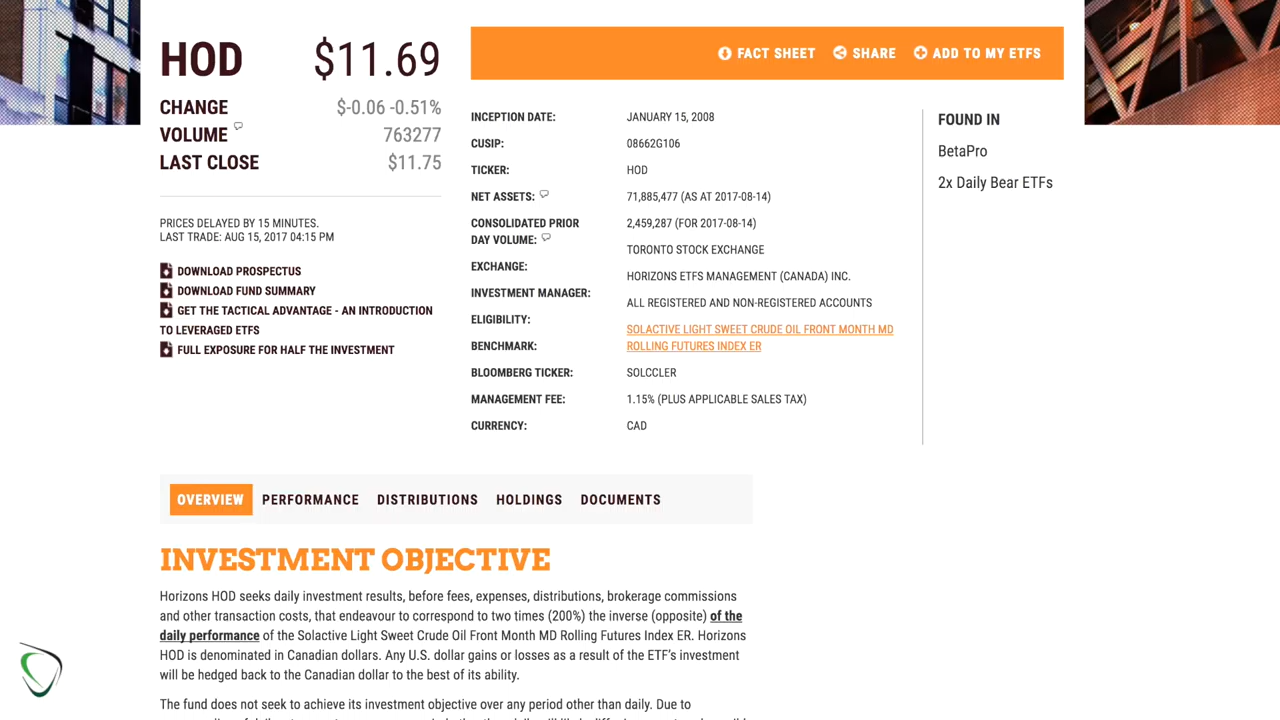 HOD $11.69
CHANGE $-0.06 -0.51%
VOLUME 763277
LAST CLOSE $11.75
PRICES DELAYED BY 15 MINUTES.
LAST TRADE: AUG 15, 2017 04:15 PM
DOWNLOAD PROSPECTUS
DOWNLOAD FUND SUMMARY
GET THE TACTICAL ADVANTAGE - AN INTRODUCTION
TO LEVERAGED ETFS
FULL EXPOSURE FOR HALF THE INVESTMENT
FACT SHEET SHARE ADD TO MY ETFS
INCEPTION DATE: JANUARY 15, 2008
CUSIP: 08662G106
TICKER: HOD
NET ASSETS: 71,885,477 (AS AT 2017-08-14)
CONSOLIDATED PRIOR 2,459,287 (FOR 2017-08-14)
DAY VOLUME:
TORONTO STOCK EXCHANGE
EXCHANGE:
HORIZONS ETFS MANAGEMENT (CANADA) INC.
INVESTMENT MANAGER:
ALL REGISTERED AND NON-REGISTERED ACCOUNTS
ELIGIBILITY:
SOLACTIVE LIGHT SWEET CRUDE OIL FRONT MONTH MD
BENCHMARK: ROLLING FUTURES INDEX ER
BLOOMBERG TICKER: SOLCCLER
MANAGEMENT FEE: 1.15% (PLUS APPLICABLE SALES TAX)
CURRENCY: CAD
FOUND IN
BetaPro
2x Daily Bear ETFs
OVERVIEW PERFORMANCE DISTRIBUTIONS HOLDINGS DOCUMENTS
INVESTMENT OBJECTIVE
Horizons HOD seeks daily investment results, before fees, expenses, distributions, brokerage commissions
and other transaction costs, that endeavour to correspond to two times (200%) the inverse (opposite) of the
daily performance of the Solactive Light Sweet Crude Oil Front Month MD Rolling Futures Index ER. Horizons
HOD is denominated in Canadian dollars. Any U.S. dollar gains or losses as a result of the ETF's investment
will be hedged back to the Canadian dollar to the best of its ability.
The fund does not seek to achieve its investment objective over any period other than daily. Due to